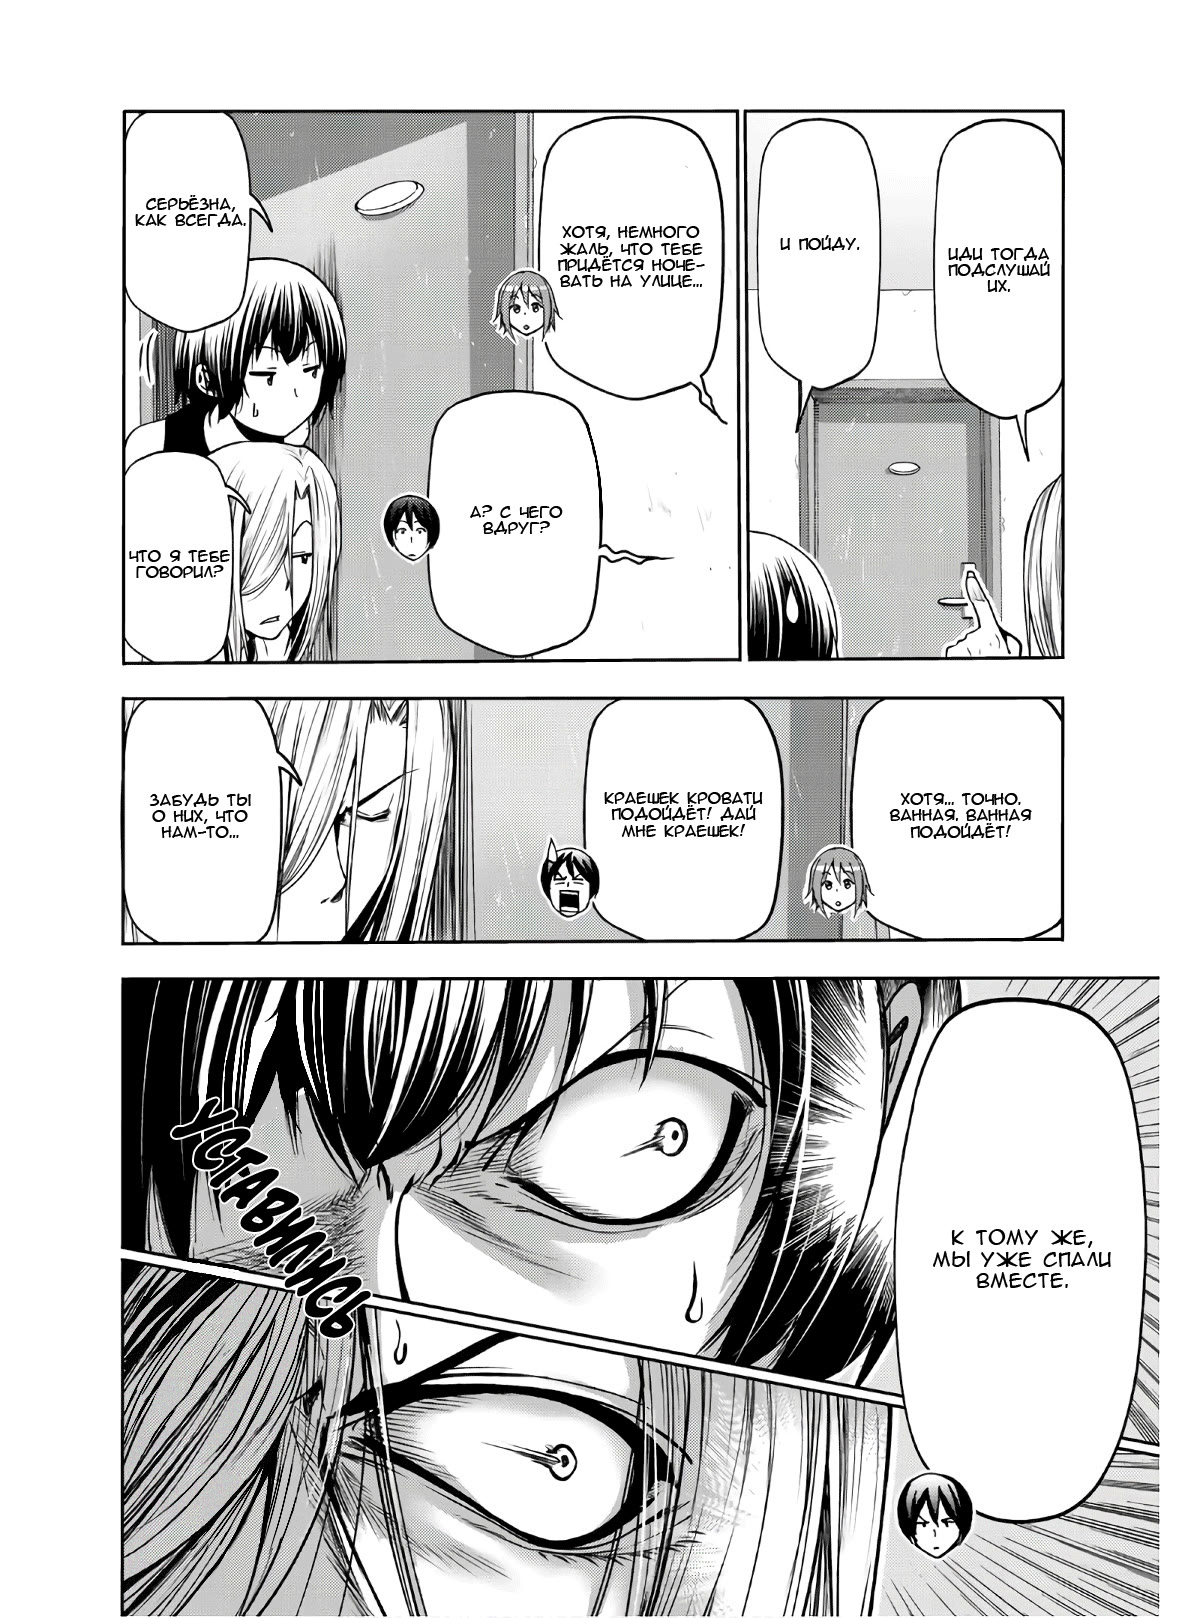 ИДИ ТОГДА
ПОДСЛУШАЙ
ИХ.
И ПОЙДУ.
ХОТЯ, НЕМНОГО
ЖАЛЬ, ЧТО ТЕБЕ
ПРИДЁТСЯ НОЧЕ-
ВАТЬ НА УЛИЦЕ...
А? С ЧЕГО
ВДРУГ?
СЕРЬЁЗНА,
КАК ВСЕГДА.
ЧТО Я ТЕБЕ
ГОВОРИЛ?
ХОТЯ... ТОЧНО.
ВАННАЯ. ВАННАЯ
ПОДОЙДЁТ!
КРАЕШЕК КРОВАТИ
ПОДОЙДЁТ! ДАЙ
МНЕ КРАЕШЕК!
ЗАБУДЬ ТЫ
О НИХ, ЧТО
НАМ-ТО...
К ТОМУ ЖЕ,
МЫ УЖЕ СПАЛИ
ВМЕСТЕ.
УСТАВИЛИСЬ